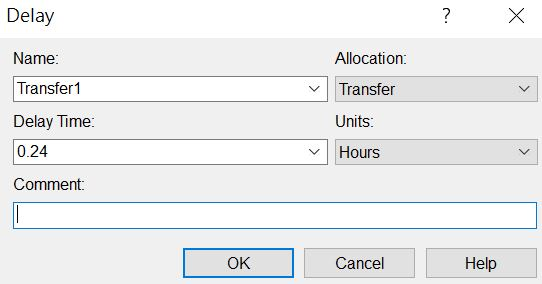 Delay ?
Name: Allocation:
Transfer1 Transfer
Delay Time: Units:
0.24 Hours
Comment:
OK Cancel Help